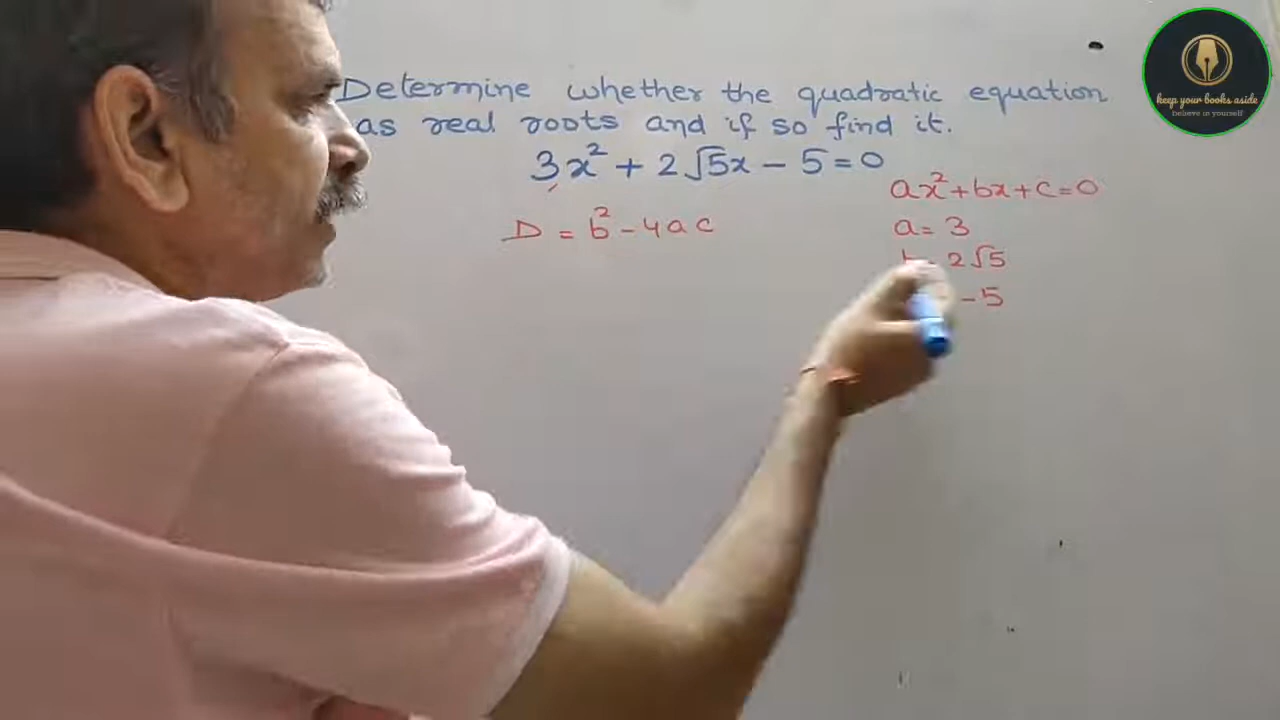 Determine whether the quadratic equation
as real roots and if so find it.
3x² + 2√5x - 5 = 0
ax² + bx + c = 0
D = b² - 4ac
a = 3
2√5
-5
keep your books aside
believe in yourself